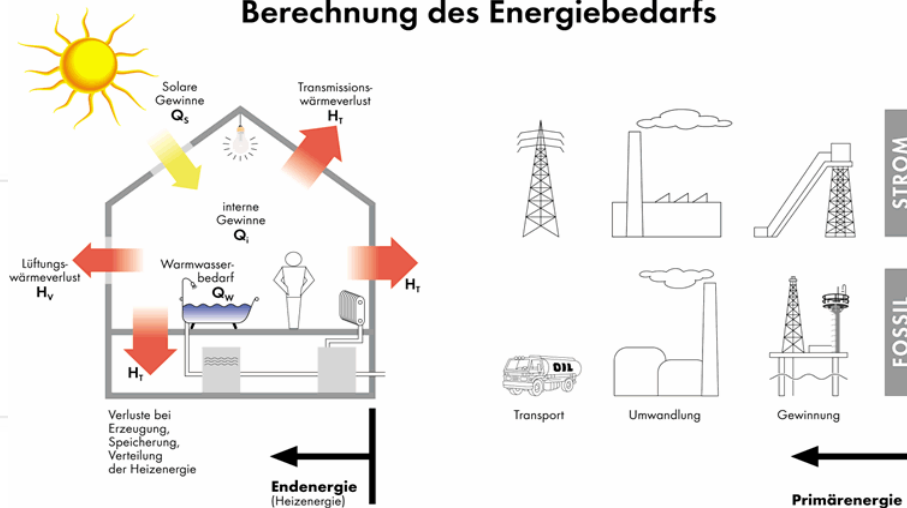 Berechnung des Energiebedarfs
Solare
Gewinne
Qs
Transmissions-
wärmeverlust
HT
interne
Gewinne
Qi
Lüftungs-
wärmeverlust
HV
Warmwasser-
bedarf
QW
HT
HT
Verluste bei
Erzeugung,
Speicherung,
Verteilung
der Heizenergie
Endenergie
(Heizenergie)
STROM
FOSSIL
OIL
Transport
Umwandlung
Gewinnung
Primärenergie